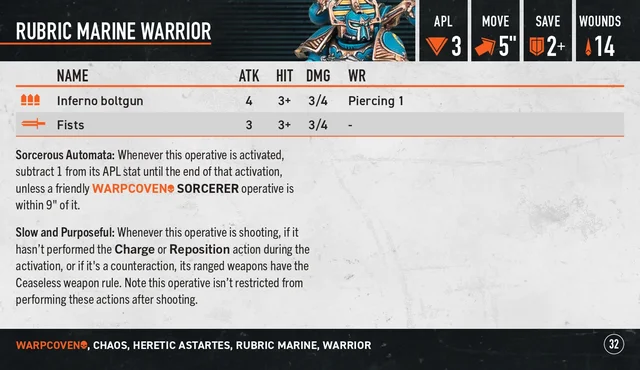 RUBRIC MARINE WARRIOR
APL MOVE SAVE WOUNDS
3 5" 2+ 14
NAME ATK HIT DMG WR
Inferno boltgun 4 3+ 3/4 Piercing 1
Fists 3 3+ 3/4 -
Sorcerous Automata: Whenever this operative is activated,
subtract 1 from its APL stat until the end of that activation,
unless a friendly WARPCOVEN SORCERER operative is
within 9" of it.
Slow and Purposeful: Whenever this operative is shooting, if it
hasn't performed the Charge or Reposition action during the
activation, or if it's a counteraction, its ranged weapons have the
Ceaseless weapon rule. Note this operative isn't restricted from
performing these actions after shooting.
WARPCOVEN, CHAOS, HERETIC ASTARTES, RUBRIC MARINE, WARRIOR
32